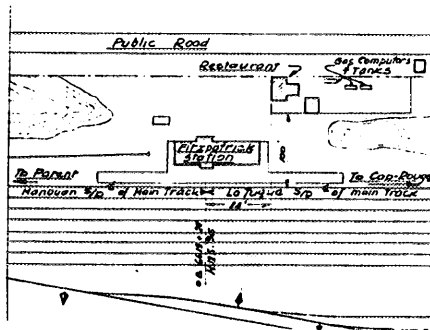 Public Road
Restaurant
Gas Computors
& Tanks
Fitzpatrick
Station
To Parent
To Cap-Rouge
Manouan S/D of Main Track
La Tuque S/D of main Track